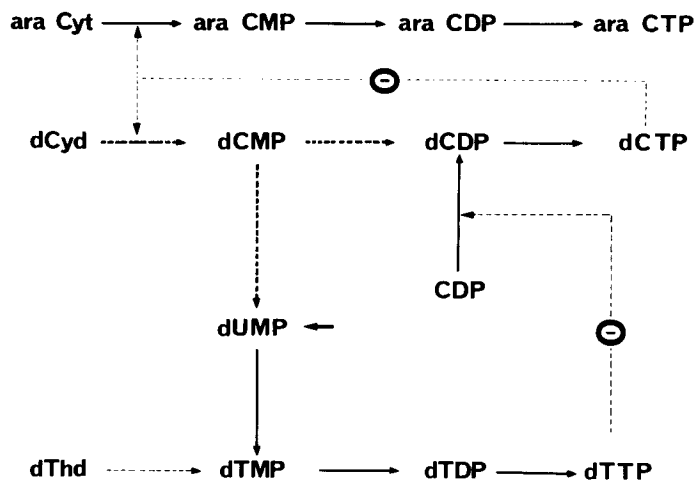 ara Cyt ara CMP ara CDP ara CTP
-
dCyd dCMP dCDP dCTP
CDP
dUMP
-
dThd dTMP dTDP dTTP